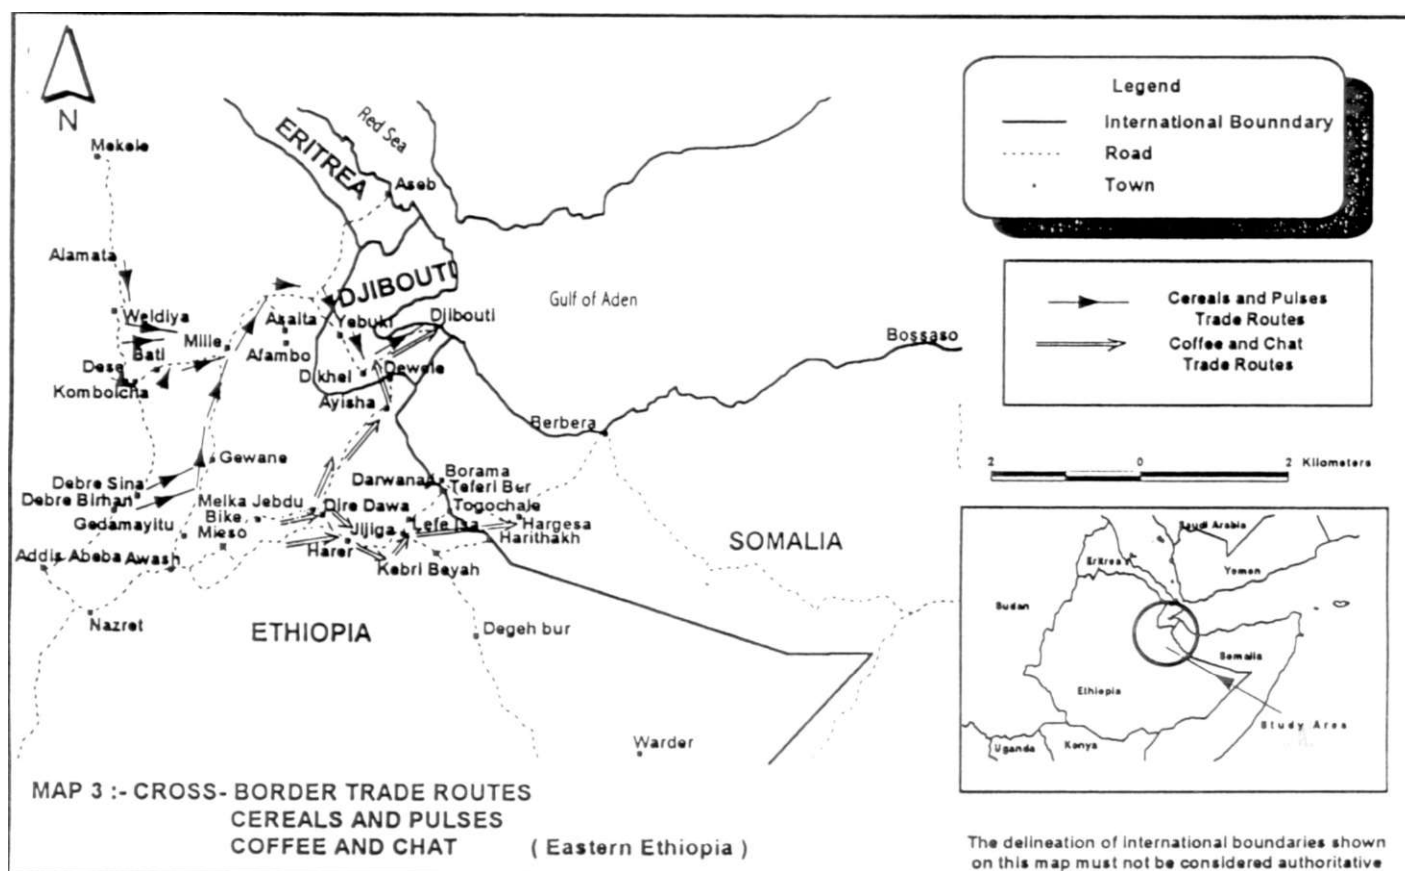 N
Mekele
ERITREA
Red Sea
Aseb
Alamata
DJIBOUTI
Gulf of Aden
Weldiya
Asaita
Yebuki
Djibouti
Mille
Bati
Afambo
Bossaso
Dese
Dikhel
Dewele
Kombolcha
Ayisha
Berbera
Gewane
Borama
Debre Sina
Darwanad
Teferi Ber
Debre Birhan
Melka Jebdu
Dire Dawa
Togochale
Gedamayitu
Bike
Lefe Isa
Hargesa
Mieso
Jijiga
Harithakh
Addis Abeba
Awash
Harer
SOMALIA
Kebri Beyah
Nazret
ETHIOPIA
Degeh bur
Warder
MAP 3 :- CROSS- BORDER TRADE ROUTES
CEREALS AND PULSES
COFFEE AND CHAT
( Eastern Ethiopia )
Legend
International Bounndary
Road
Town
Cereals and Pulses
Trade Routes
Coffee and Chat
Trade Routes
2 0 2 Kilometers
Saudi Arabia
Eritrea
Yemen
Sudan
Somalia
Ethiopia
Study Area
Uganda
Kenya
The delineation of international boundaries shown
on this map must not be considered authoritative